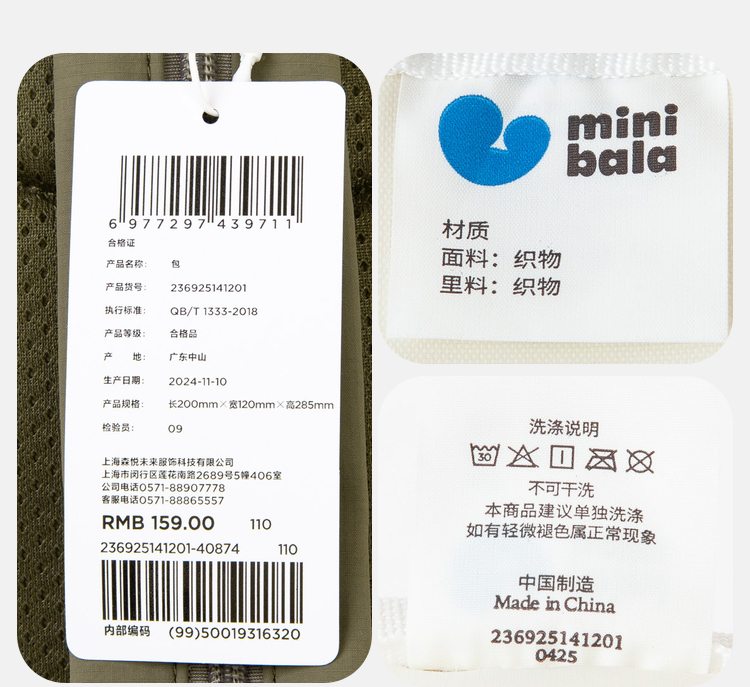 6 977297 439711
合格证
产品名称： 包
产品货号： 236925141201
执行标准： QB/T 1333-2018
产品等级： 合格品
产 地： 广东中山
生产日期： 2024-11-10
产品规格： 长200mm×宽120mm×高285mm
检验员： 09
上海森悦未来服饰科技有限公司
上海市闵行区莲花南路2689号5幢406室
公司电话0571-88907778
客服电话0571-88865557
RMB 159.00 110
236925141201-40874 110
内部编码 (99)50019316320
mini
bala
材质
面料：织物
里料：织物
洗涤说明
30
不可干洗
本商品建议单独洗涤
如有轻微褪色属正常现象
中国制造
Made in China
236925141201
0425